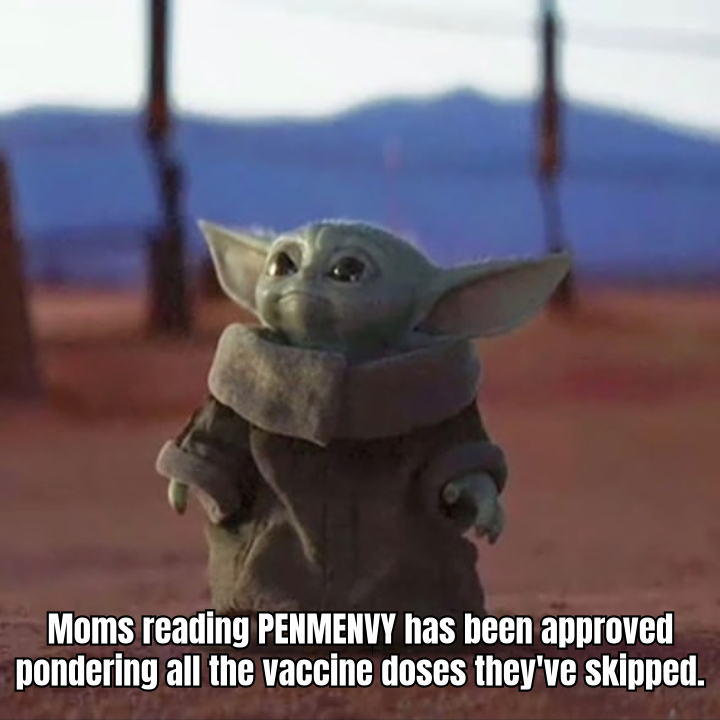 Moms reading PENMENVY has been approved
pondering all the vaccine doses they've skipped.